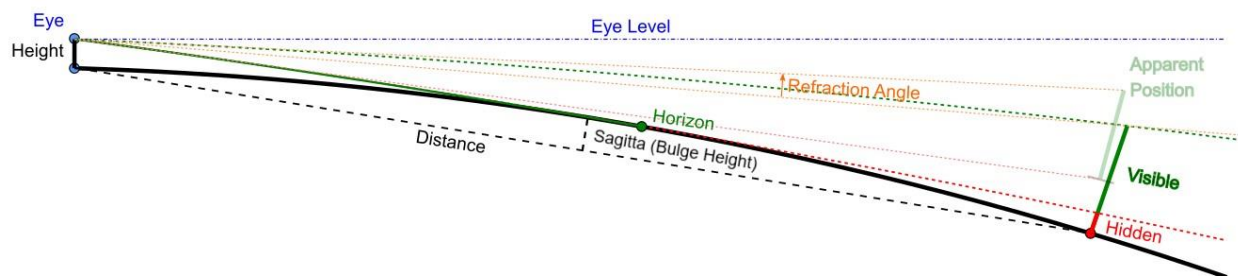 Eye
Eye Level
Height
Apparent
Position
Refraction Angle
Horizon
Distance
Sagitta (Bulge Height)
Visible
Hidden